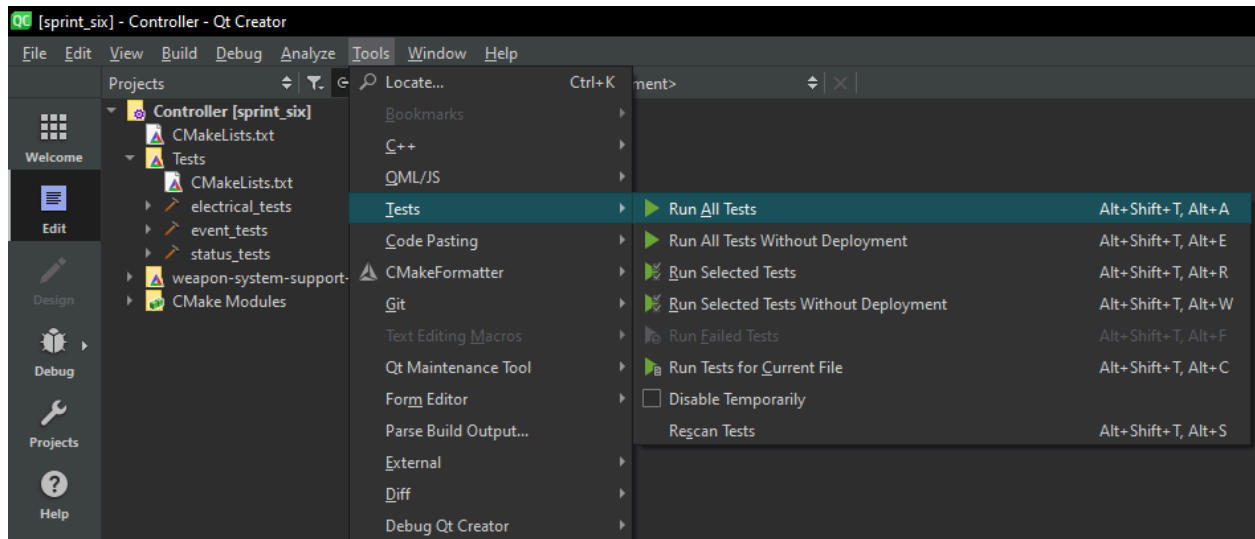 QC [sprint_six] - Controller - Qt Creator
File Edit View Build Debug Analyze Tools Window Help
Projects
ment>
Welcome
Edit
Design
Debug
Projects
Help
Controller [sprint_six]
CMakeLists.txt
Tests
CMakeLists.txt
electrical_tests
event_tests
status_tests
weapon-system-support-
CMake Modules
Locate... Ctrl+K
Bookmarks
C++
QML/JS
Tests
Code Pasting
CMakeFormatter
Git
Text Editing Macros
Qt Maintenance Tool
Form Editor
Parse Build Output...
External
Diff
Debug Qt Creator
Run All Tests Alt+Shift+T, Alt+A
Run All Tests Without Deployment Alt+Shift+T, Alt+E
Run Selected Tests Alt+Shift+T, Alt+R
Run Selected Tests Without Deployment Alt+Shift+T, Alt+W
Run Failed Tests Alt+Shift+T, Alt+F
Run Tests for Current File Alt+Shift+T, Alt+C
Disable Temporarily
Rescan Tests Alt+Shift+T, Alt+S